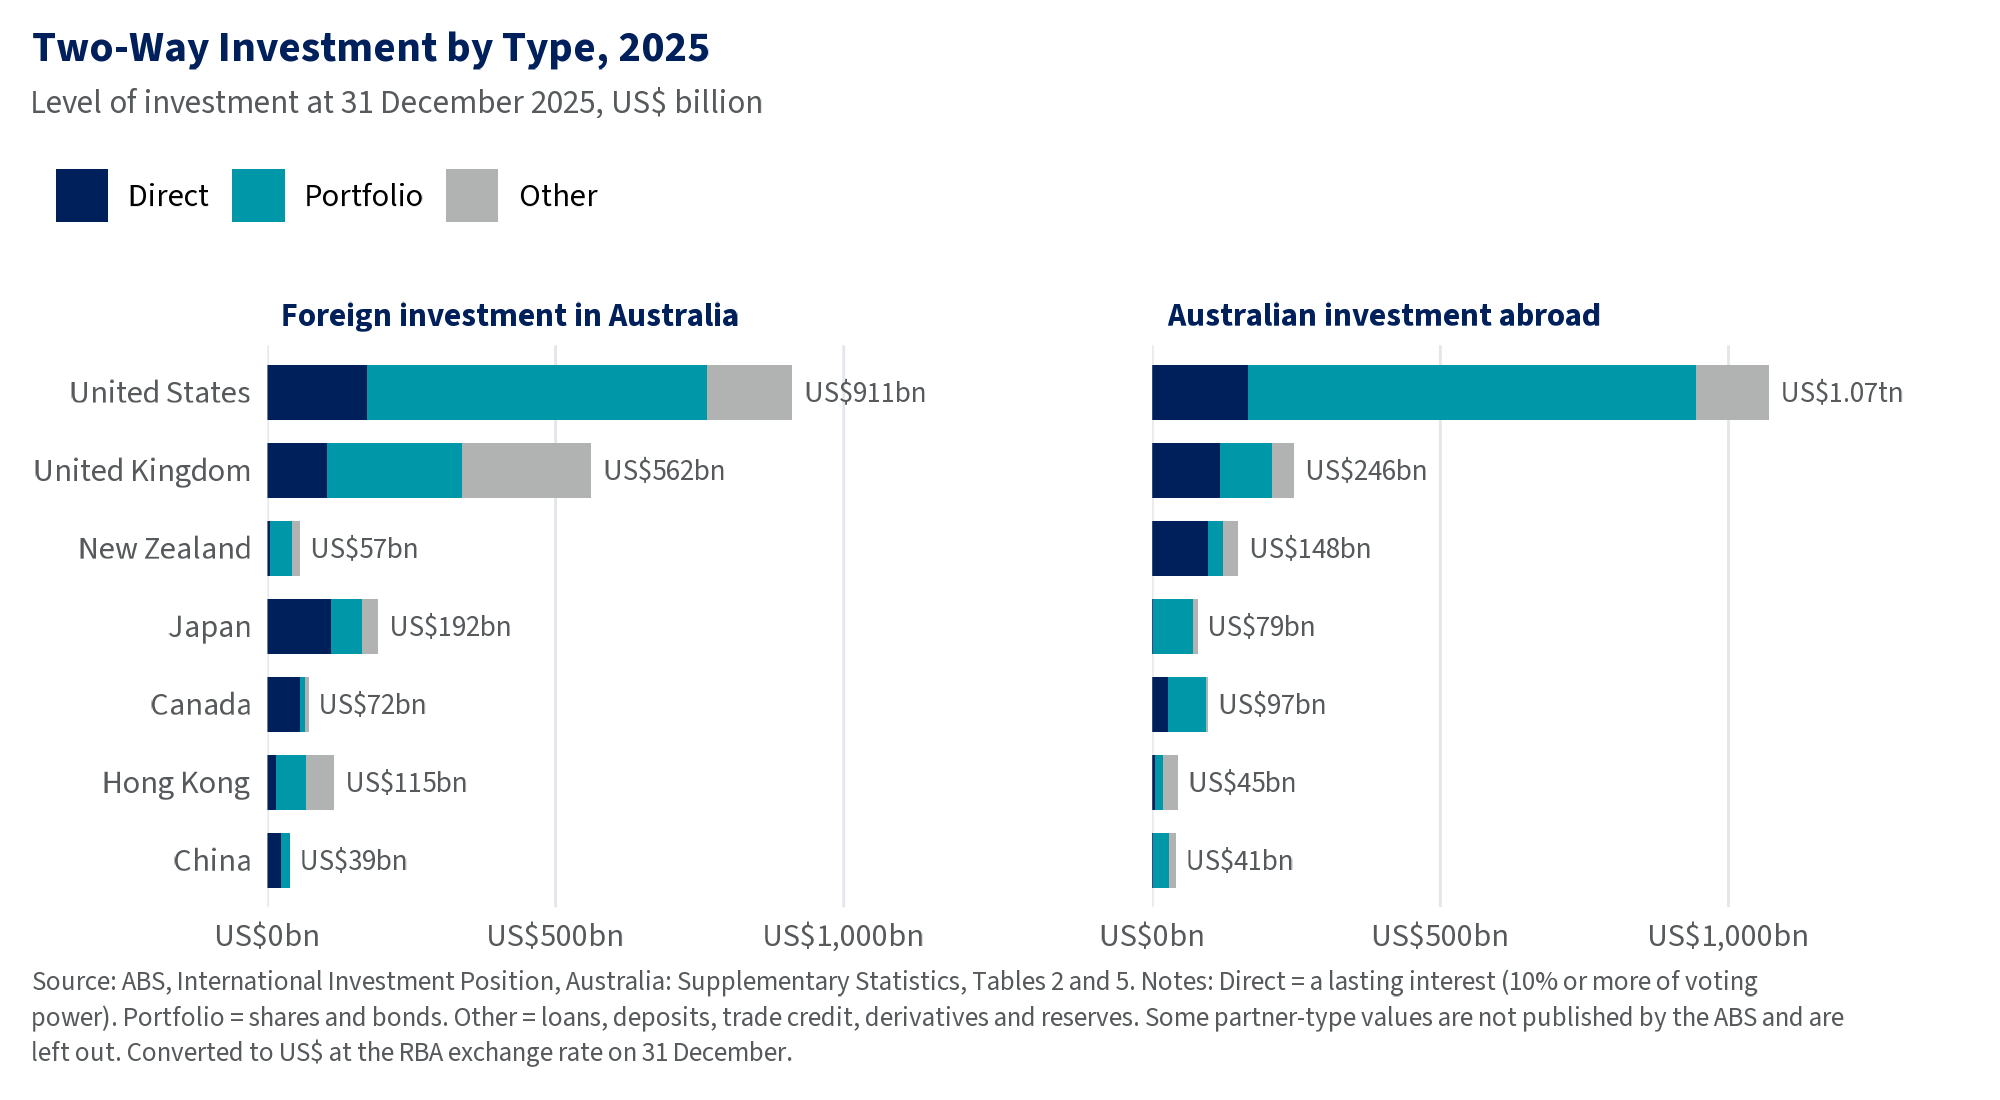 Two-Way Investment by Type, 2025
Level of investment at 31 December 2025, US$ billion
Direct
Portfolio
Other
Foreign investment in Australia
Australian investment abroad
United States
US$911bn
US$1.07tn
United Kingdom
US$562bn
US$246bn
New Zealand
US$57bn
US$148bn
Japan
US$192bn
US$79bn
Canada
US$72bn
US$97bn
Hong Kong
US$115bn
US$45bn
China
US$39bn
US$41bn
US$0bn
US$500bn
US$1,000bn
US$0bn
US$500bn
US$1,000bn
Source: ABS, International Investment Position, Australia: Supplementary Statistics, Tables 2 and 5. Notes: Direct = a lasting interest (10% or more of voting
power). Portfolio = shares and bonds. Other = loans, deposits, trade credit, derivatives and reserves. Some partner-type values are not published by the ABS and are
left out. Converted to US$ at the RBA exchange rate on 31 December.